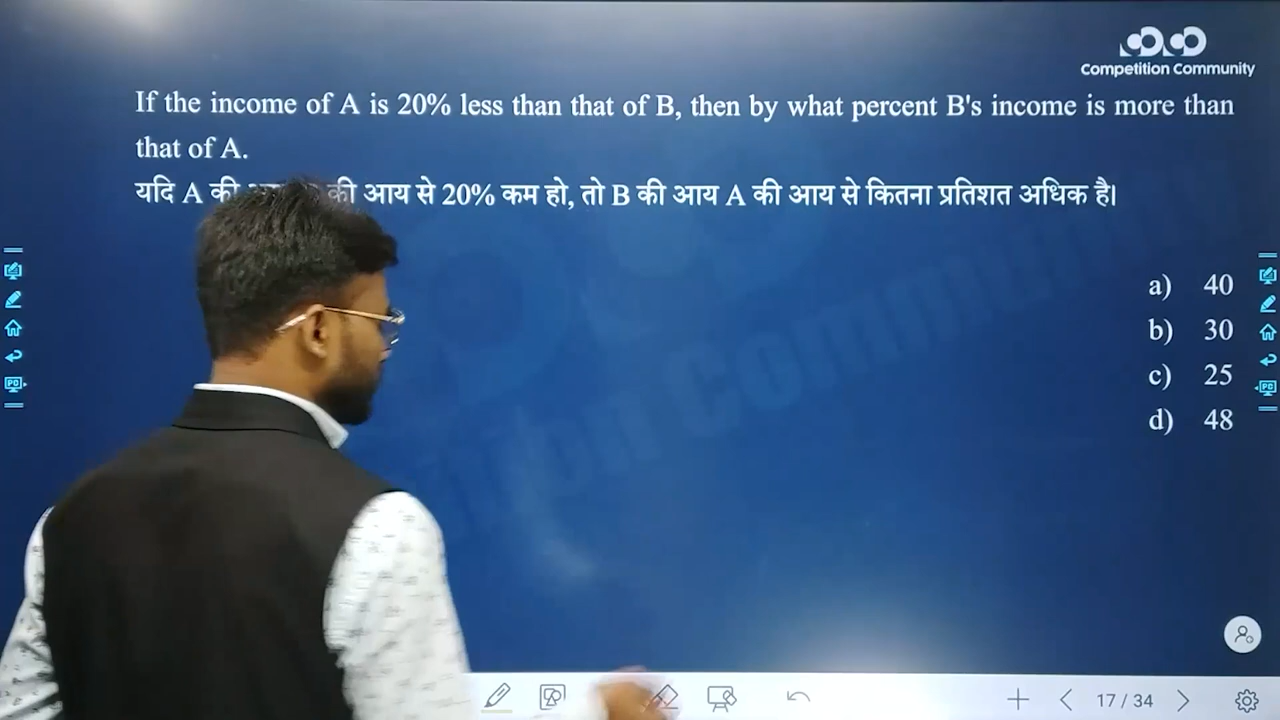 Competition Community
If the income of A is 20% less than that of B, then by what percent B's income is more than
that of A.
यदि A की की आय से 20% कम हो, तो B की आय A की आय से कितना प्रतिशत अधिक है।
a) 40
b) 30
c) 25
d) 48
Community
17 / 34